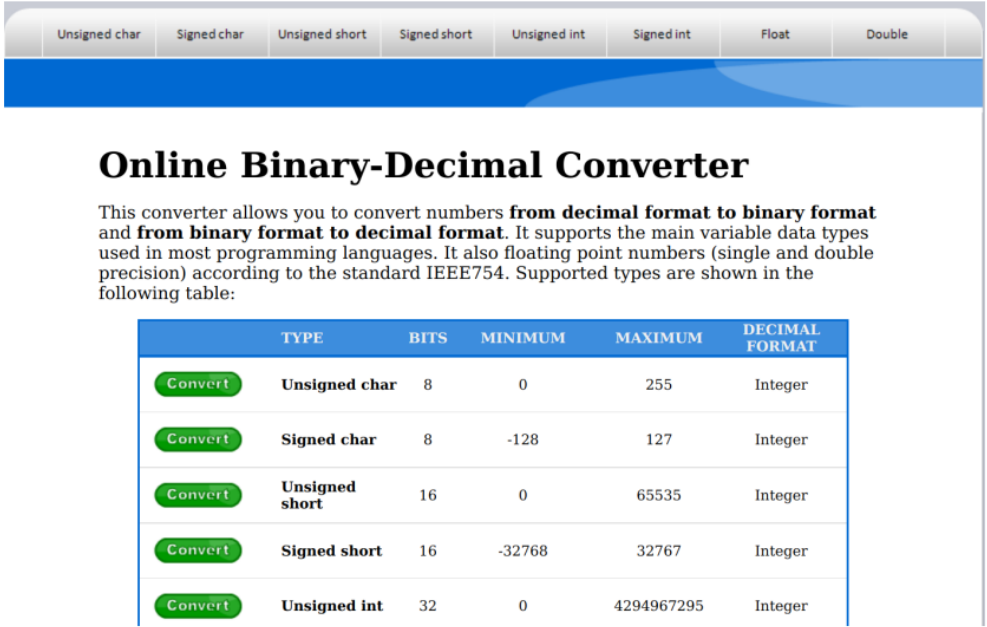 Unsigned char Signed char Unsigned short Signed short Unsigned int Signed int Float Double
Online Binary-Decimal Converter
This converter allows you to convert numbers from decimal format to binary format
and from binary format to decimal format. It supports the main variable data types
used in most programming languages. It also floating point numbers (single and double
precision) according to the standard IEEE754. Supported types are shown in the
following table:
TYPE BITS MINIMUM MAXIMUM DECIMAL
FORMAT
Convert Unsigned char 8 0 255 Integer
Convert Signed char 8 -128 127 Integer
Convert Unsigned
short 16 0 65535 Integer
Convert Signed short 16 -32768 32767 Integer
Convert Unsigned int 32 0 4294967295 Integer